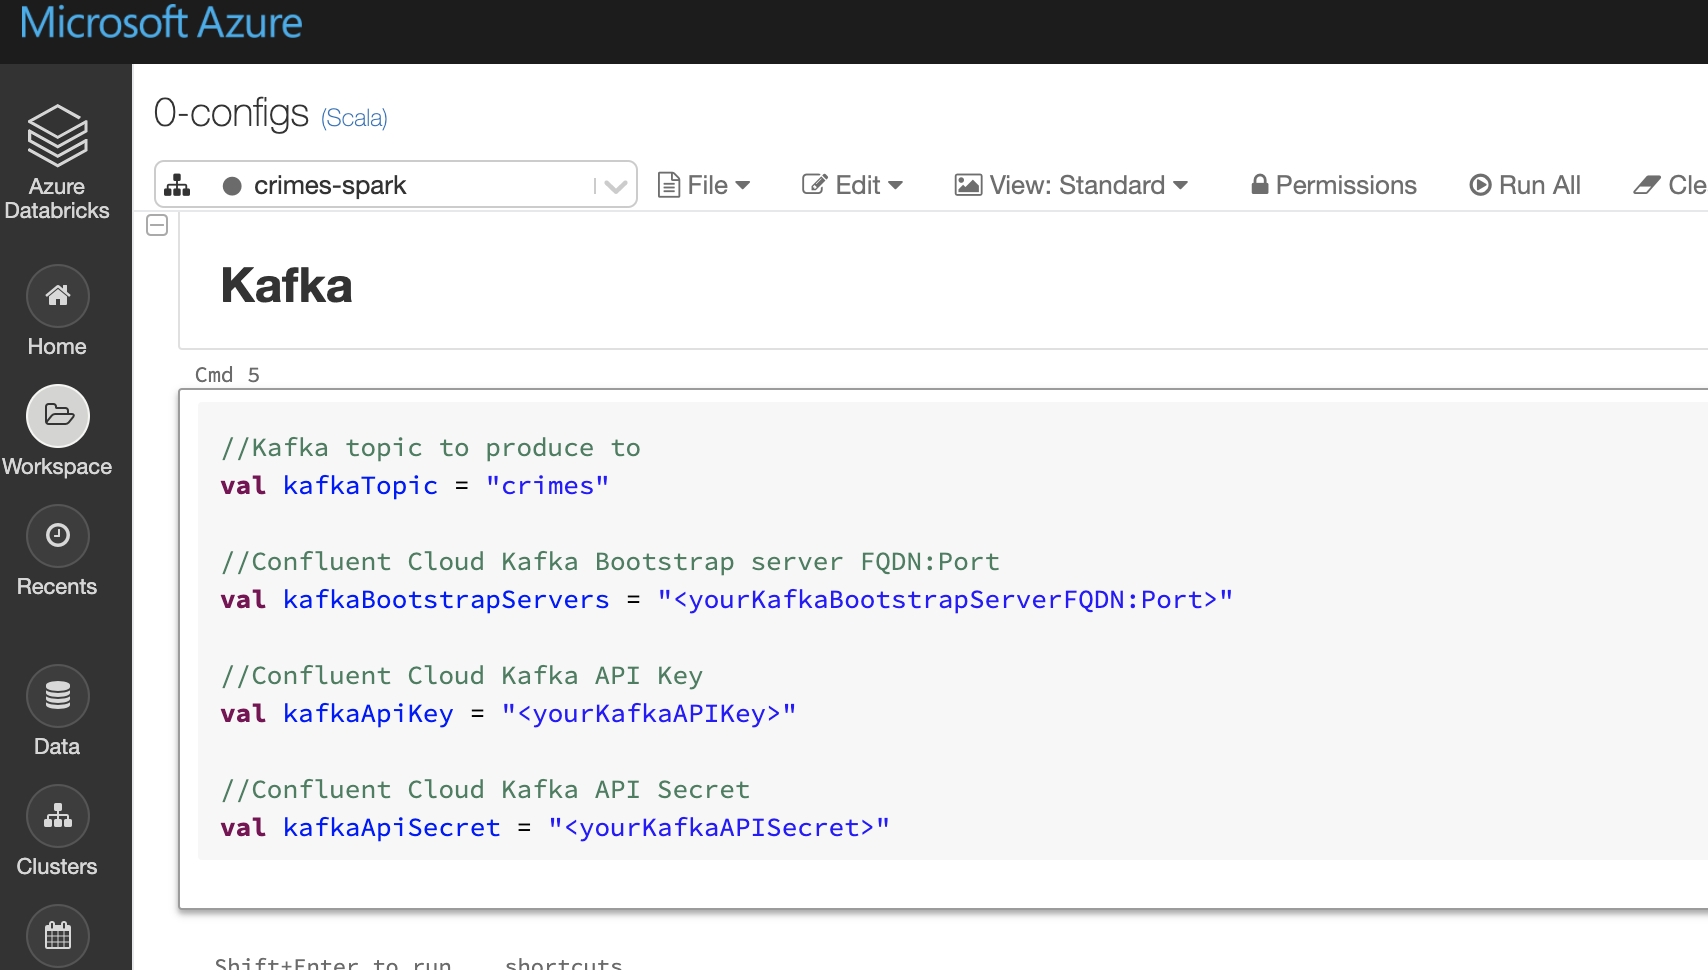 Microsoft Azure
Azure
Databricks
Home
Workspace
Recents
Data
Clusters
0-configs (Scala)
crimes-spark File Edit View: Standard Permissions Run All Cle
Kafka
Cmd 5
//Kafka topic to produce to
val kafkaTopic = "crimes"
//Confluent Cloud Kafka Bootstrap server FQDN:Port
val kafkaBootstrapServers = "<yourKafkaBootstrapServerFQDN:Port>"
//Confluent Cloud Kafka API Key
val kafkaApiKey = "<yourKafkaAPIKey>"
//Confluent Cloud Kafka API Secret
val kafkaApiSecret = "<yourKafkaAPISecret>"
Shift+Enter to run shortcuts